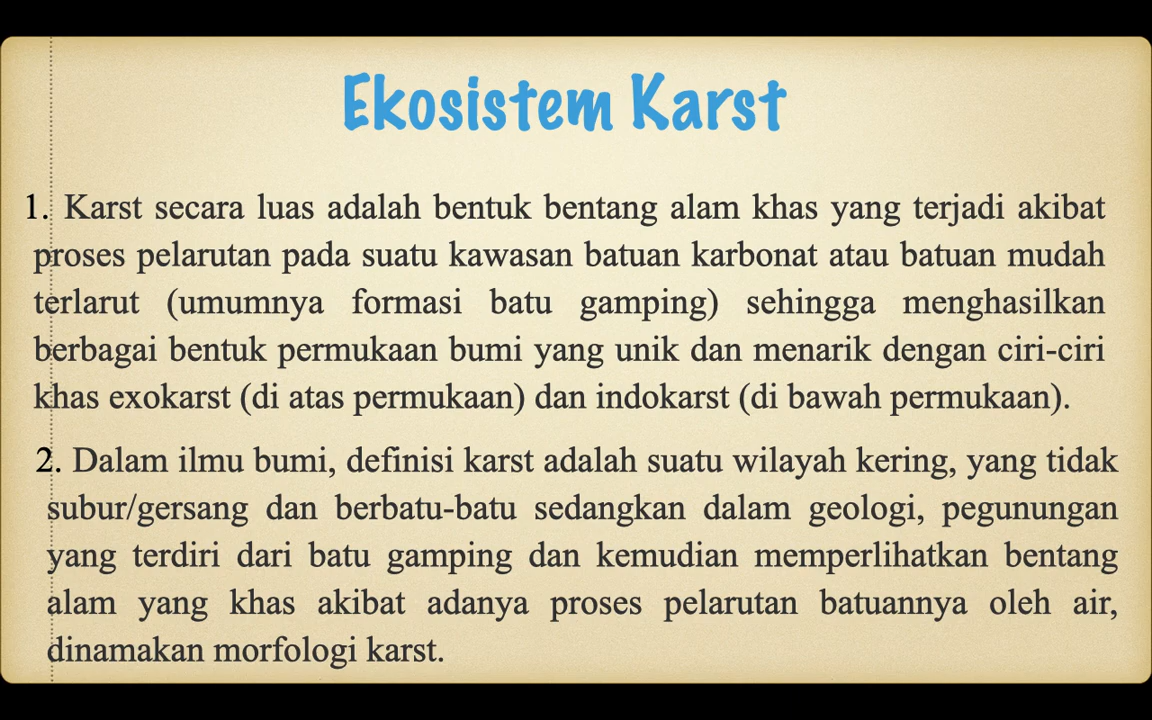 Ekosistem Karst
1. Karst secara luas adalah bentuk bentang alam khas yang terjadi akibat
proses pelarutan pada suatu kawasan batuan karbonat atau batuan mudah
terlarut (umumnya formasi batu gamping) sehingga menghasilkan
berbagai bentuk permukaan bumi yang unik dan menarik dengan ciri-ciri
khas exokarst (di atas permukaan) dan indokarst (di bawah permukaan).
2. Dalam ilmu bumi, definisi karst adalah suatu wilayah kering, yang tidak
subur/gersang dan berbatu-batu sedangkan dalam geologi, pegunungan
yang terdiri dari batu gamping dan kemudian memperlihatkan bentang
alam yang khas akibat adanya proses pelarutan batuannya oleh air,
dinamakan morfologi karst.